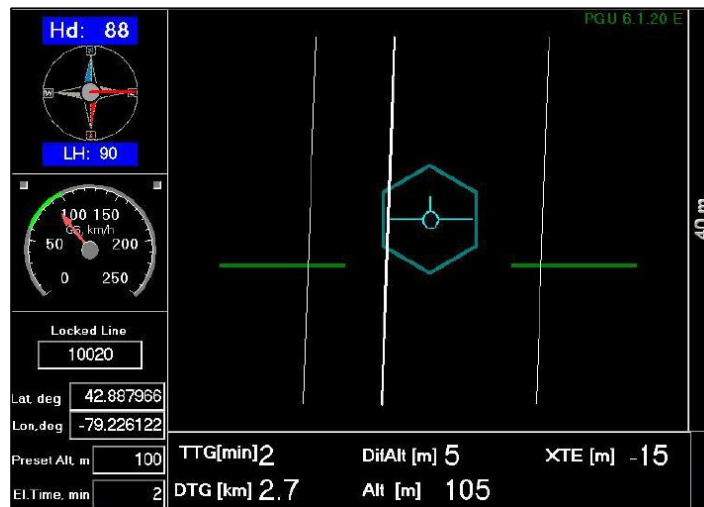 PGU 6.1.20 E
Hd: 88
LH: 90
100 150
GS, km/h
50 200
0 250
40 m
Locked Line
10020
Lat, deg 42.887966
Lon,deg -79.226122
Preset Alt, m 100
El.Time, min 2
TTG[min] 2 DifAlt [m] 5 XTE [m] -15
DTG [km] 2.7 Alt [m] 105